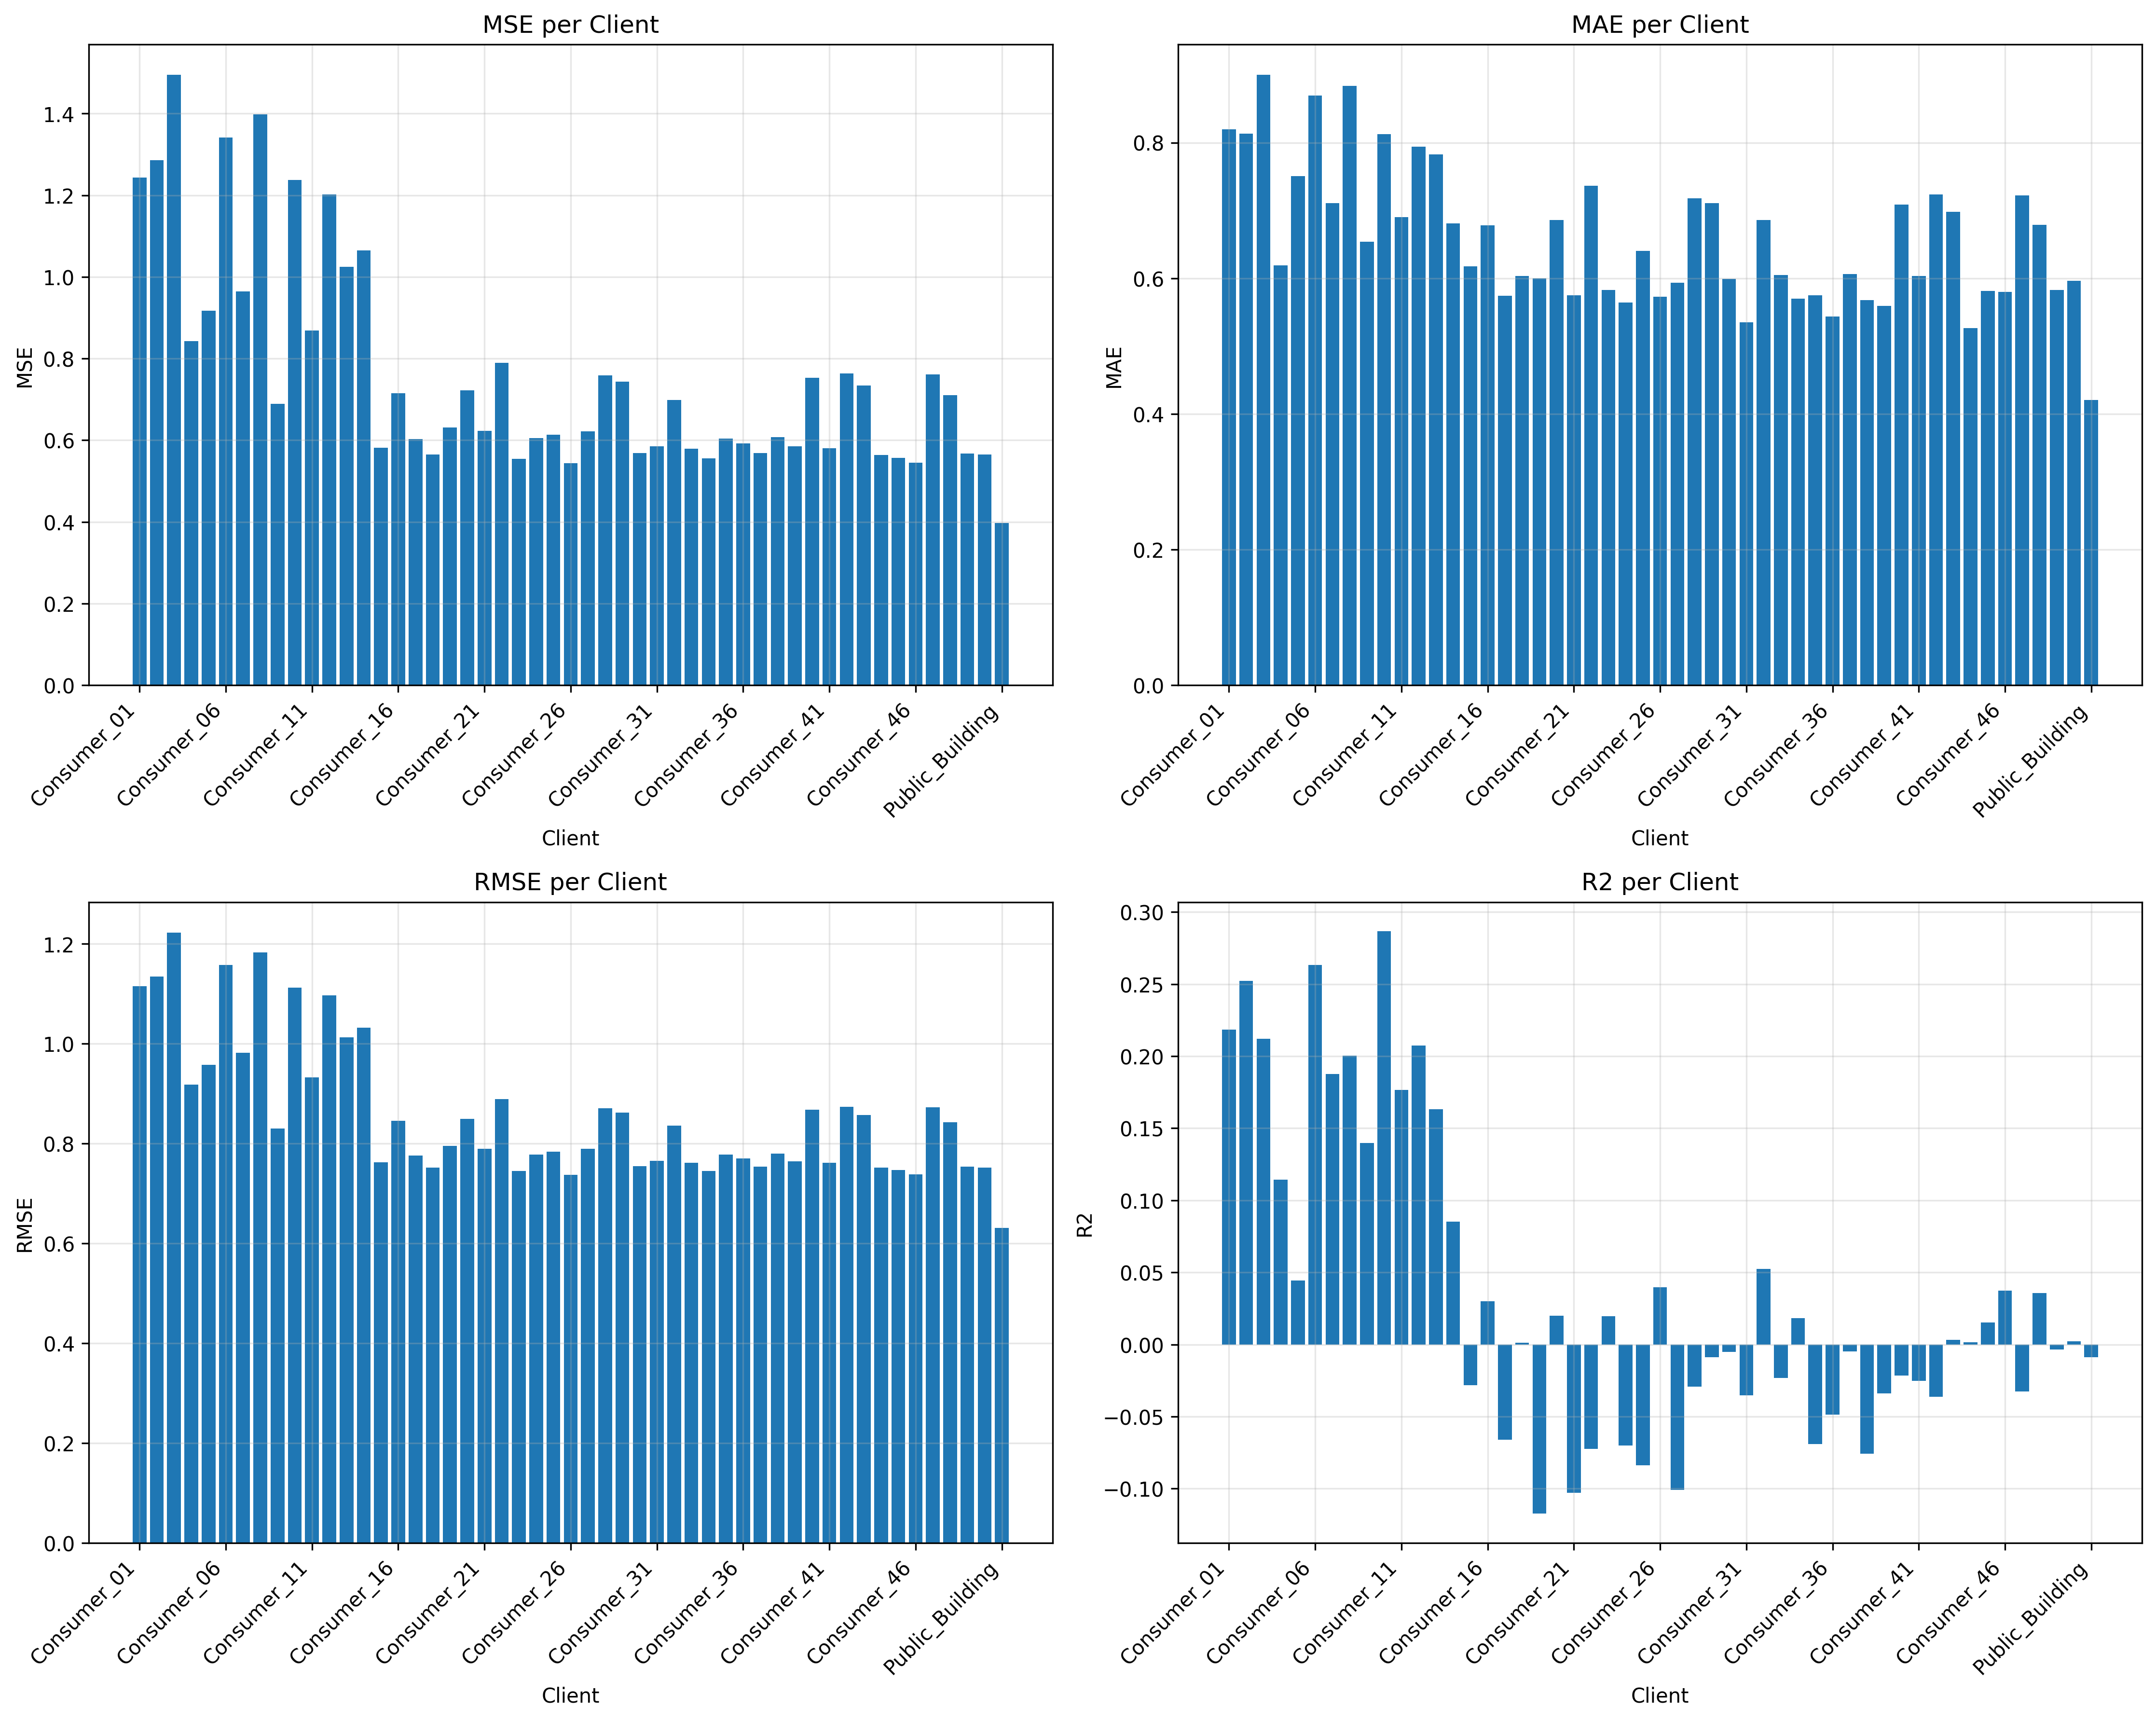 MSE per Client
MSE
1.4
1.2
1.0
0.8
0.6
0.4
0.2
0.0
Consumer_01
Consumer_06
Consumer_11
Consumer_16
Consumer_21
Consumer_26
Consumer_31
Consumer_36
Consumer_41
Consumer_46
Public_Building
Client
MAE per Client
MAE
0.8
0.6
0.4
0.2
0.0
Consumer_01
Consumer_06
Consumer_11
Consumer_16
Consumer_21
Consumer_26
Consumer_31
Consumer_36
Consumer_41
Consumer_46
Public_Building
Client
RMSE per Client
RMSE
1.2
1.0
0.8
0.6
0.4
0.2
0.0
Consumer_01
Consumer_06
Consumer_11
Consumer_16
Consumer_21
Consumer_26
Consumer_31
Consumer_36
Consumer_41
Consumer_46
Public_Building
Client
R2 per Client
R2
0.30
0.25
0.20
0.15
0.10
0.05
0.00
−0.05
−0.10
Consumer_01
Consumer_06
Consumer_11
Consumer_16
Consumer_21
Consumer_26
Consumer_31
Consumer_36
Consumer_41
Consumer_46
Public_Building
Client